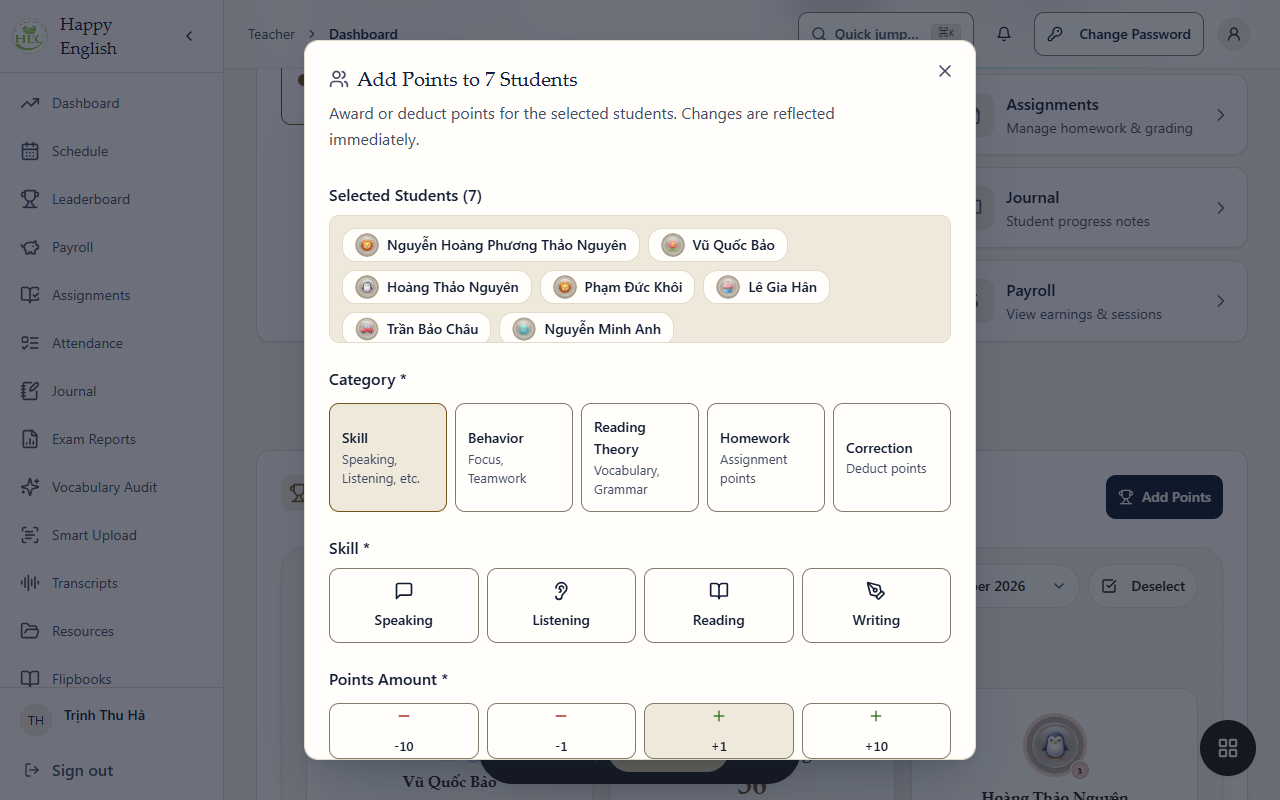 HEC
Happy
English
Teacher
Dashboard
Quick jump...
⌘K
Change Password
Dashboard
Schedule
Leaderboard
Payroll
Assignments
Attendance
Journal
Exam Reports
Vocabulary Audit
Smart Upload
Transcripts
Resources
Flipbooks
TH
Trịnh Thu Hà
Sign out
Add Points to 7 Students
Award or deduct points for the selected students. Changes are reflected
immediately.
Selected Students (7)
Nguyễn Hoàng Phương Thảo Nguyên
Vũ Quốc Bảo
Hoàng Thảo Nguyên
Phạm Đức Khôi
Lê Gia Hân
Trần Bảo Châu
Nguyễn Minh Anh
Category *
Skill
Speaking,
Listening, etc.
Behavior
Focus,
Teamwork
Reading
Theory
Vocabulary,
Grammar
Homework
Assignment
points
Correction
Deduct points
Skill *
Speaking
Listening
Reading
Writing
Points Amount *
-10
-1
+1
+10
Assignments
Manage homework & grading
Journal
Student progress notes
Payroll
View earnings & sessions
Add Points
2026
Deselect
3
Vũ Quốc Bảo
Hoàng Thảo Nguyên